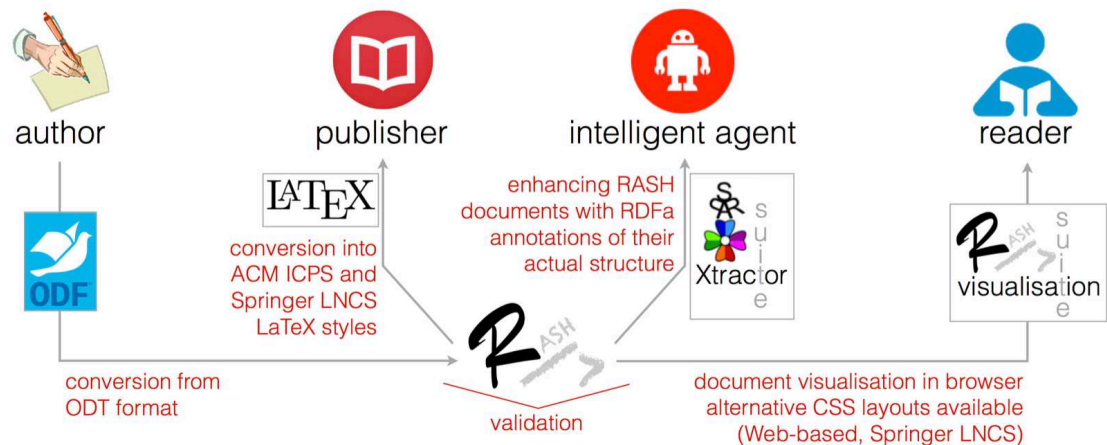 author
publisher
intelligent agent
reader
LATEX
ODF
conversion into
ACM ICPS and
Springer LNCS
LaTeX styles
enhancing RASH
documents with RDFa
annotations of their
actual structure
SAR
Xtractor
suite
RASH
visualisation
suite
RASH
conversion from
ODT format
validation
document visualisation in browser
alternative CSS layouts available
(Web-based, Springer LNCS)